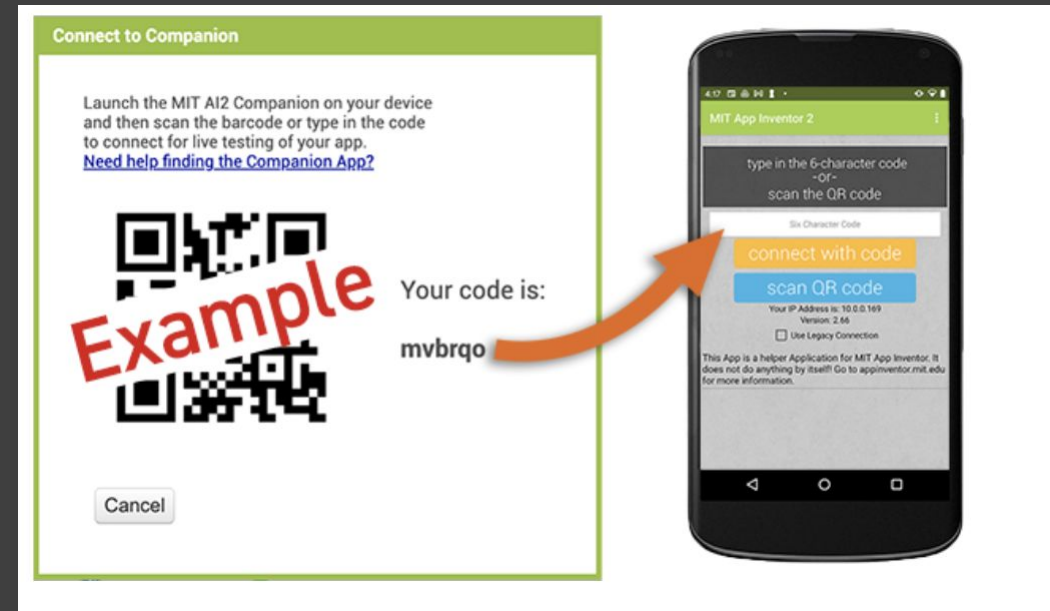 Connect to Companion
Launch the MIT AI2 Companion on your device
and then scan the barcode or type in the code
to connect for live testing of your app.
Need help finding the Companion App?
Example
Your code is:
mvbrqo
Cancel
4:17
MIT App Inventor 2
type in the 6-character code
-or-
scan the QR code
Six Character Code
connect with code
scan QR code
Your IP Address is: 10.0.0.169
Version: 2.66
Use Legacy Connection
This App is a helper Application for MIT App Inventor. It
does not do anything by itself! Go to appinventor.mit.edu
for more information.